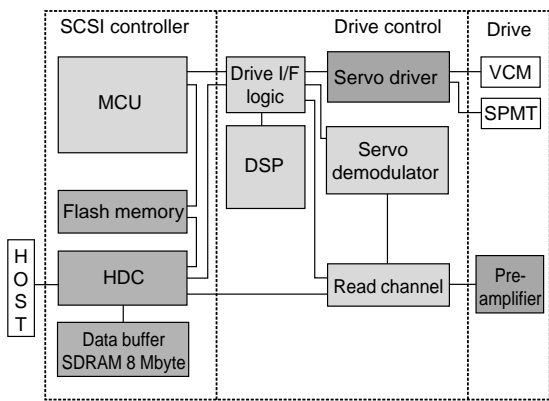 SCSI controller
Drive control
Drive
MCU
Drive I/F
logic
Servo driver
VCM
SPMT
DSP
Servo
demodulator
Flash memory
H
O
S
T
HDC
Read channel
Pre-
amplifier
Data buffer
SDRAM 8 Mbyte